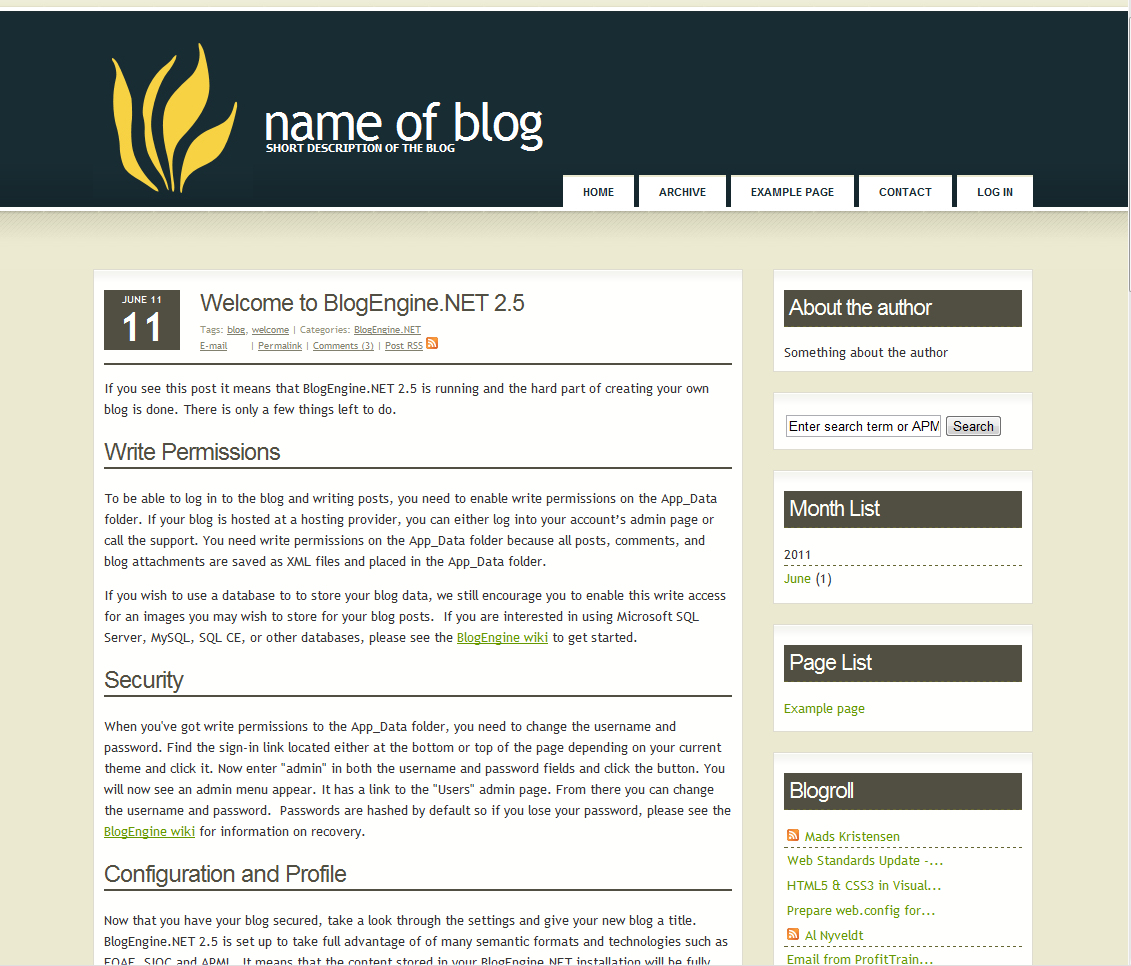 name of blog
SHORT DESCRIPTION OF THE BLOG
HOME ARCHIVE EXAMPLE PAGE CONTACT LOG IN
JUNE 11
11
Welcome to BlogEngine.NET 2.5
Tags: blog, welcome | Categories: BlogEngine.NET
E-mail | Permalink | Comments (3) | Post RSS
If you see this post it means that BlogEngine.NET 2.5 is running and the hard part of creating your own
blog is done. There is only a few things left to do.
Write Permissions
To be able to log in to the blog and writing posts, you need to enable write permissions on the App_Data
folder. If your blog is hosted at a hosting provider, you can either log into your account’s admin page or
call the support. You need write permissions on the App_Data folder because all posts, comments, and
blog attachments are saved as XML files and placed in the App_Data folder.
If you wish to use a database to to store your blog data, we still encourage you to enable this write access
for an images you may wish to store for your blog posts.  If you are interested in using Microsoft SQL
Server, MySQL, SQL CE, or other databases, please see the BlogEngine wiki to get started.
Security
When you've got write permissions to the App_Data folder, you need to change the username and
password. Find the sign-in link located either at the bottom or top of the page depending on your current
theme and click it. Now enter "admin" in both the username and password fields and click the button. You
will now see an admin menu appear. It has a link to the "Users" admin page. From there you can change
the username and password.  Passwords are hashed by default so if you lose your password, please see the
BlogEngine wiki for information on recovery.
Configuration and Profile
Now that you have your blog secured, take a look through the settings and give your new blog a title.
BlogEngine.NET 2.5 is set up to take full advantage of of many semantic formats and technologies such as
FOAF, SIOC and APML. It means that the content stored in your BlogEngine.NET installation will be fully
About the author
Something about the author
Enter search term or APM
Search
Month List
2011
June (1)
Page List
Example page
Blogroll
Mads Kristensen
Web Standards Update -...
HTML5 & CSS3 in Visual...
Prepare web.config for...
Al Nyveldt
Email from ProfitTrain...